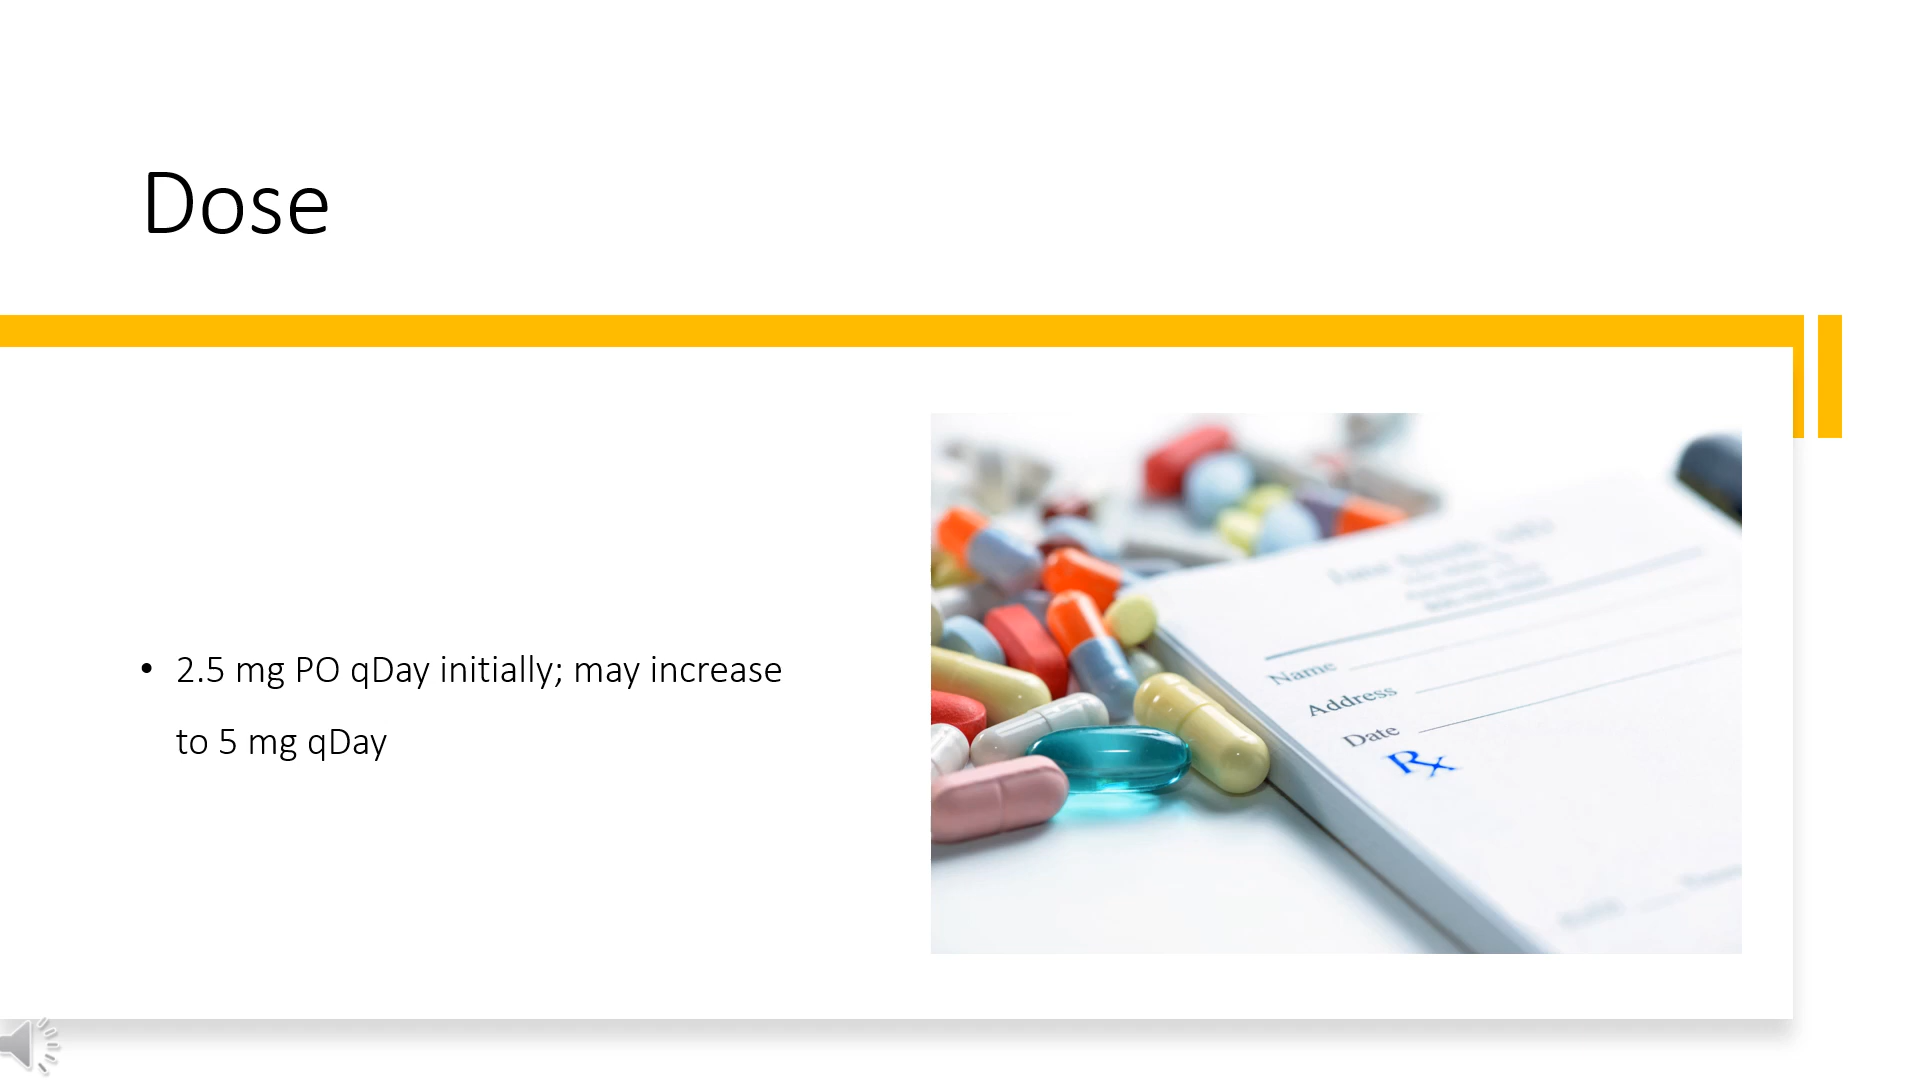 Dose
• 2.5 mg PO qDay initially; may increase
to 5 mg qDay
Name
Address
Date
Rx